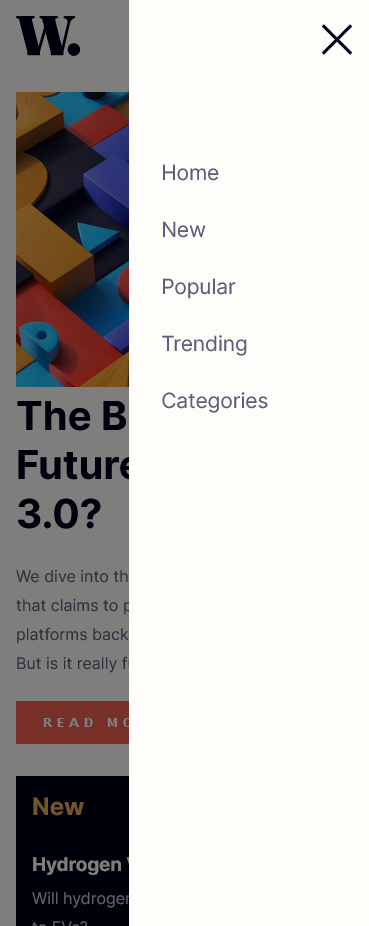 W.
Home
New
Popular
Trending
Categories
The B
Future
3.0?
We dive into th
that claims to p
platforms back
But is it really f
READ MO
New
Hydrogen V
Will hydrogen
to EVs?